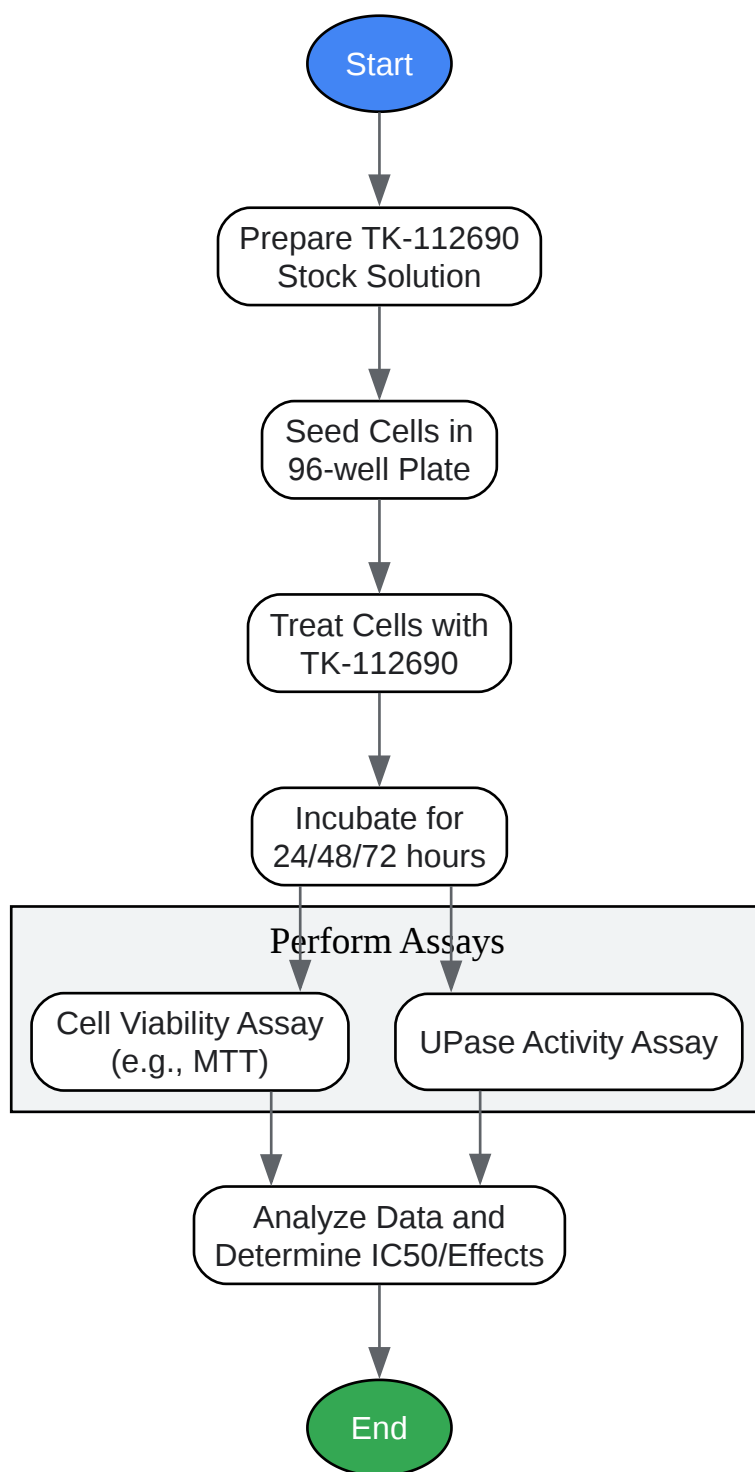 Start
Prepare TK-112690
Stock Solution
Seed Cells in
96-well Plate
Treat Cells with
TK-112690
Incubate for
24/48/72 hours
Perform Assays
Cell Viability Assay
(e.g., MTT)
UPase Activity Assay
Analyze Data and
Determine IC50/Effects
End